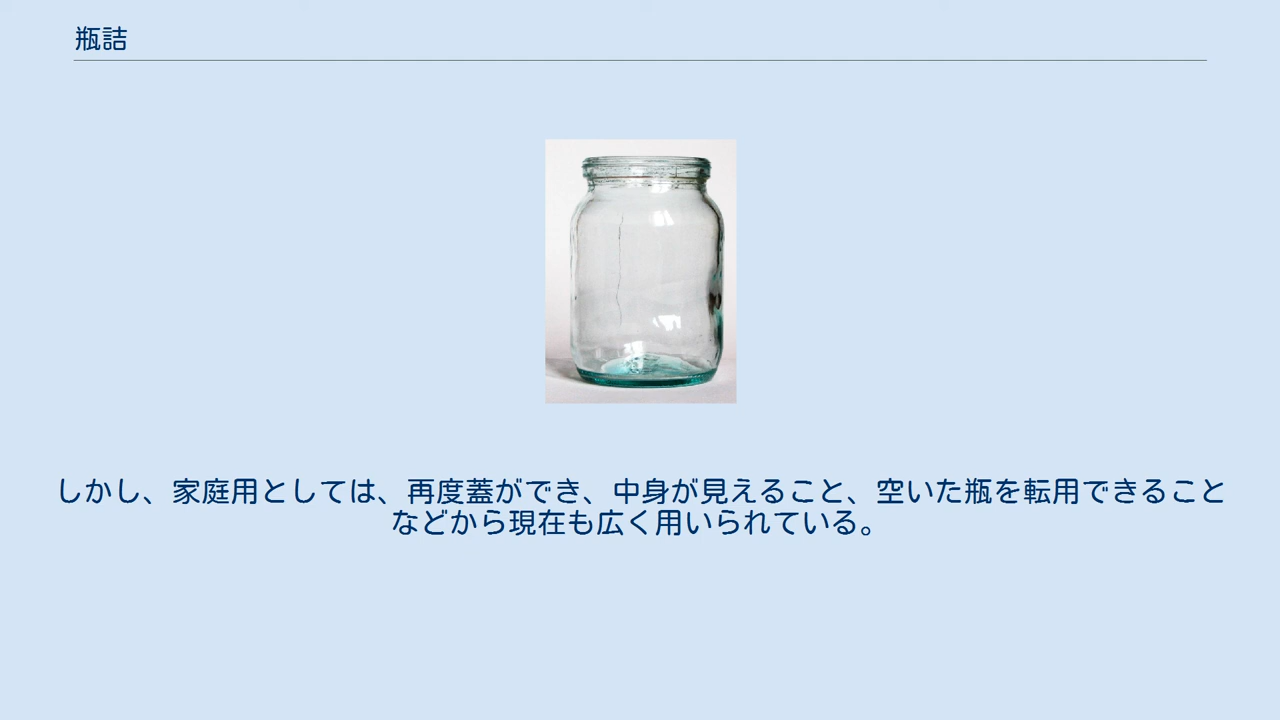 瓶詰
しかし、家庭用としては、再度蓋ができ、中身が見えること、空いた瓶を転用できること
などから現在も広く用いられている。